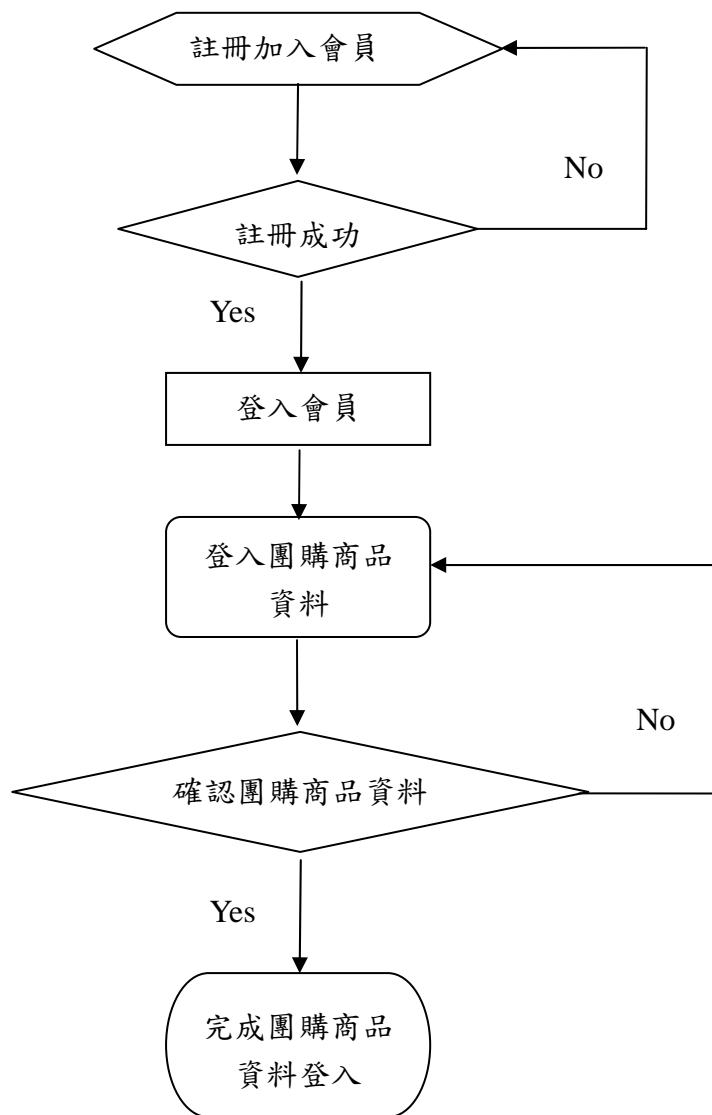 註冊加入會員
No
註冊成功
Yes
登入會員
登入團購商品
資料
No
確認團購商品資料
Yes
完成團購商品
資料登入